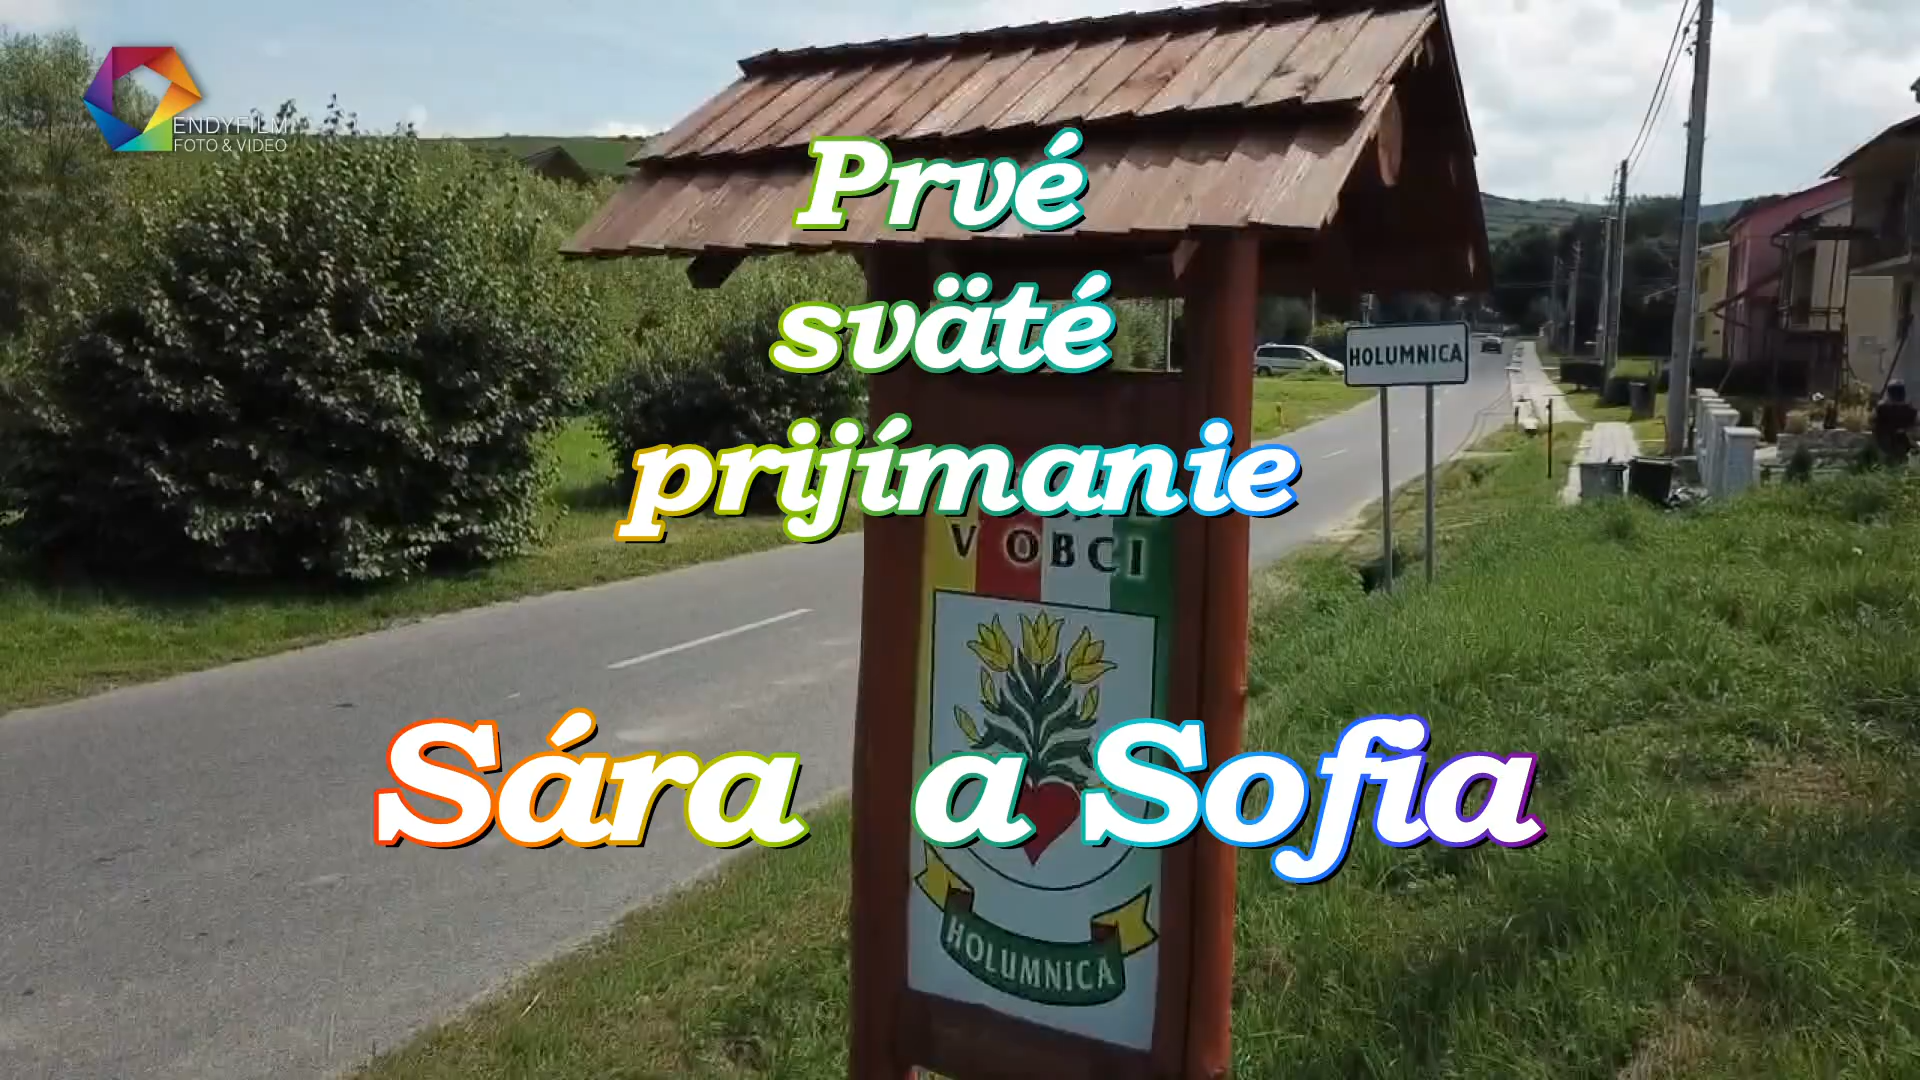 ENDYFILM
FOTO & VIDEO
Prvé
sväté
prijímanie
HOLUMNICA
V OBCI
Sára a Sofia
HOLUMNICA